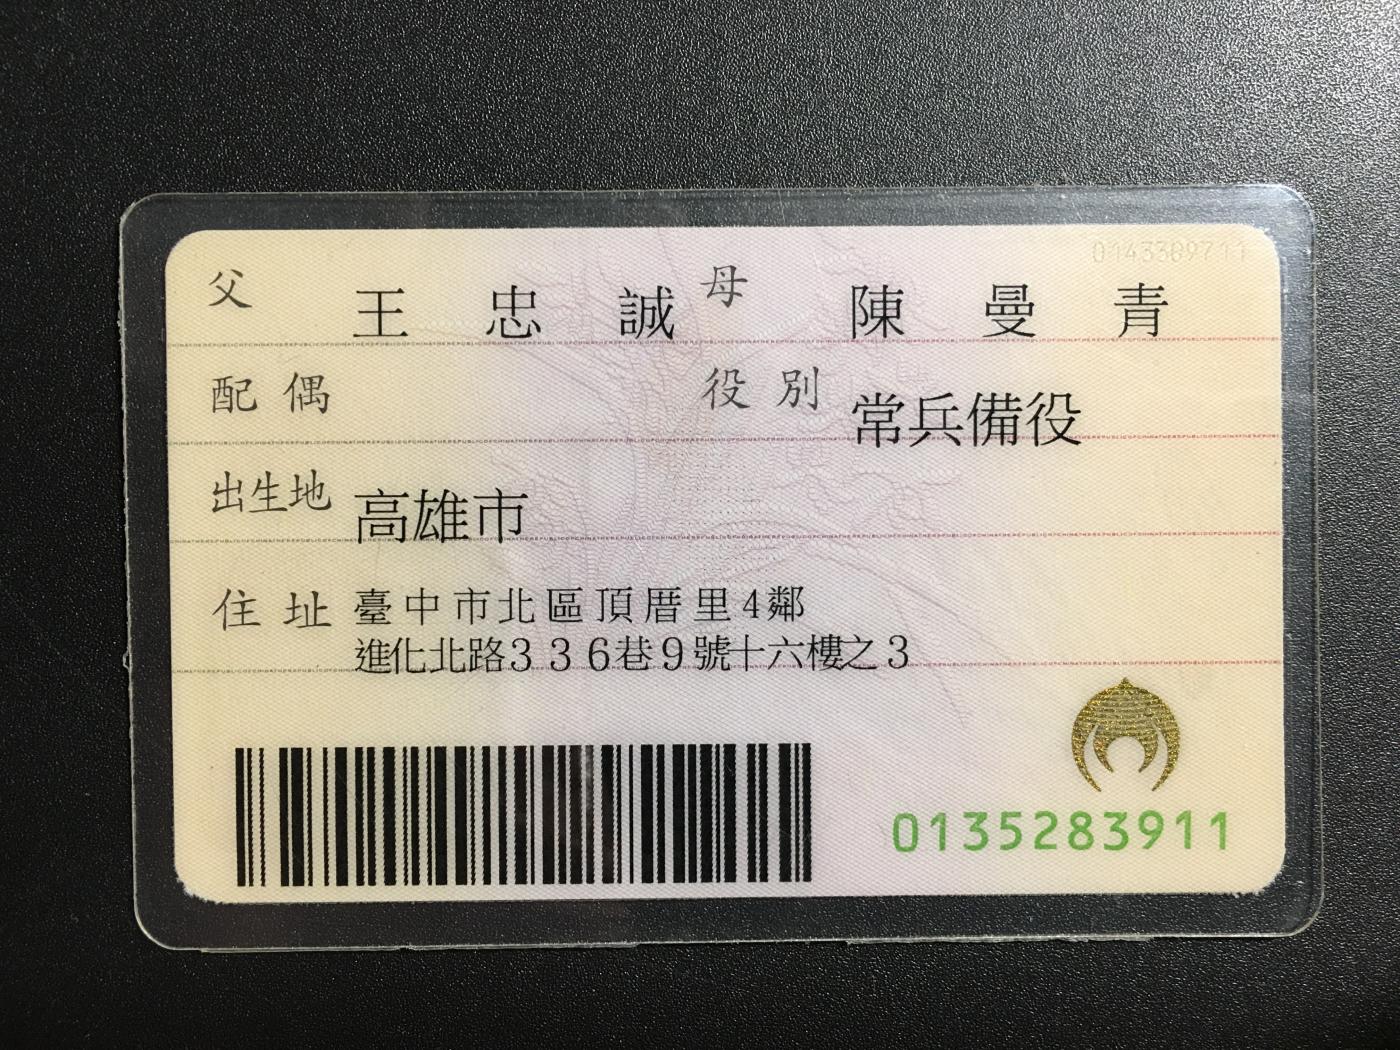 0143309711
父 王忠誠 母 陳曼青
配偶 役別 常兵備役
出生地 高雄市
住址 臺中市北區頂厝里4鄰
進化北路336巷9號十六樓之3
0135283911